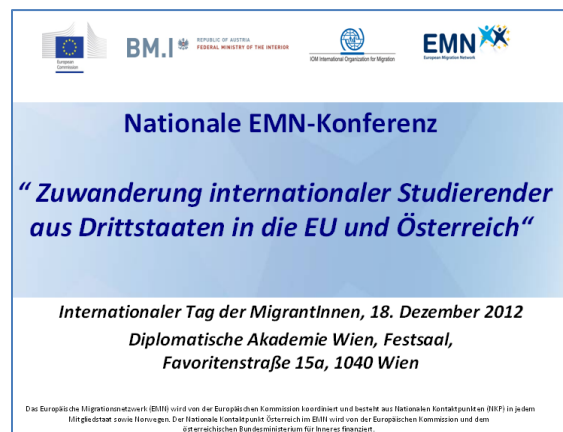 European
Commission
BM.I
REPUBLIC OF AUSTRIA
FEDERAL MINISTRY OF THE INTERIOR
IOM International Organization for Migration
EMN
European Migration Network
Nationale EMN-Konferenz
“ Zuwanderung internationaler Studierender
aus Drittstaaten in die EU und Österreich“
Internationaler Tag der MigrantInnen, 18. Dezember 2012
Diplomatische Akademie Wien, Festsaal,
Favoritenstraße 15a, 1040 Wien
Das Europäische Migrationsnetzwerk (EMN) wird von der Europäischen Kommission koordiniert und besteht aus Nationalen Kontaktpunkten (NKP) in jedem
Mitgliedstaat sowie Norwegen. Der Nationale Kontaktpunkt Österreich im EMN wird von der Europäischen Kommission und dem
österreichischen Bundesministerium für Inneres finanziert.